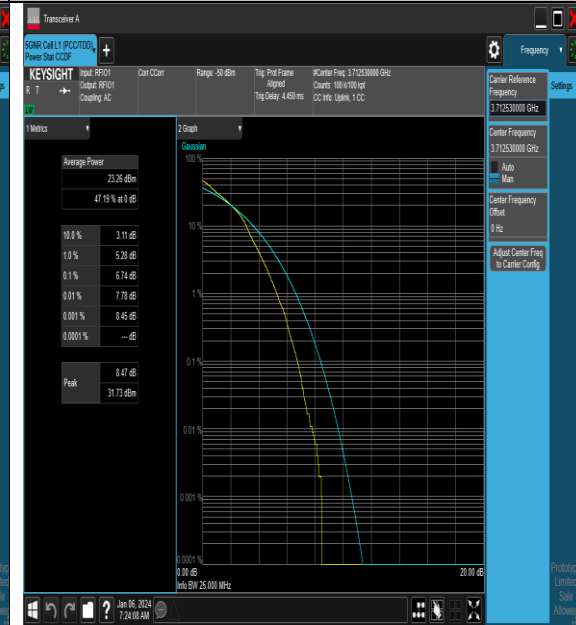 Transceiver A
5GNR Cell L1 (PCC/TDD),
Power Stat CCDF
Frequency
KEYSIGHT
R T
Input: RFIO1
Output: RFIO1
Coupling: AC
Corr CCorr
Range: -50 dBm
Trig: Prot Frame
Aligned
Trig Delay: 4.450 ms
#Center Freq: 3.712530000 GHz
Counts: 100 k/100 kpt
CC Info: Uplink, 1 CC
1 Metrics
Average Power
23.26 dBm
47.19 % at 0 dB
10.0 % 3.11 dB
1.0 % 5.28 dB
0.1 % 6.74 dB
0.01 % 7.78 dB
0.001 % 8.45 dB
0.0001 % --- dB
Peak
8.47 dB
31.73 dBm
2 Graph
Gaussian
100 %
10 %
1 %
0.1 %
0.01 %
0.001 %
0.0001 %
0.00 dB
20.00 dB
Info BW 25.000 MHz
Carrier Reference
Frequency
3.712530000 GHz
Center Frequency
3.712530000 GHz
Auto
Man
Center Frequency
Offset
0 Hz
Adjust Center Freq
to Carrier Config
Settings
Jan 06, 2024
7:24:08 AM
Limited
Sale